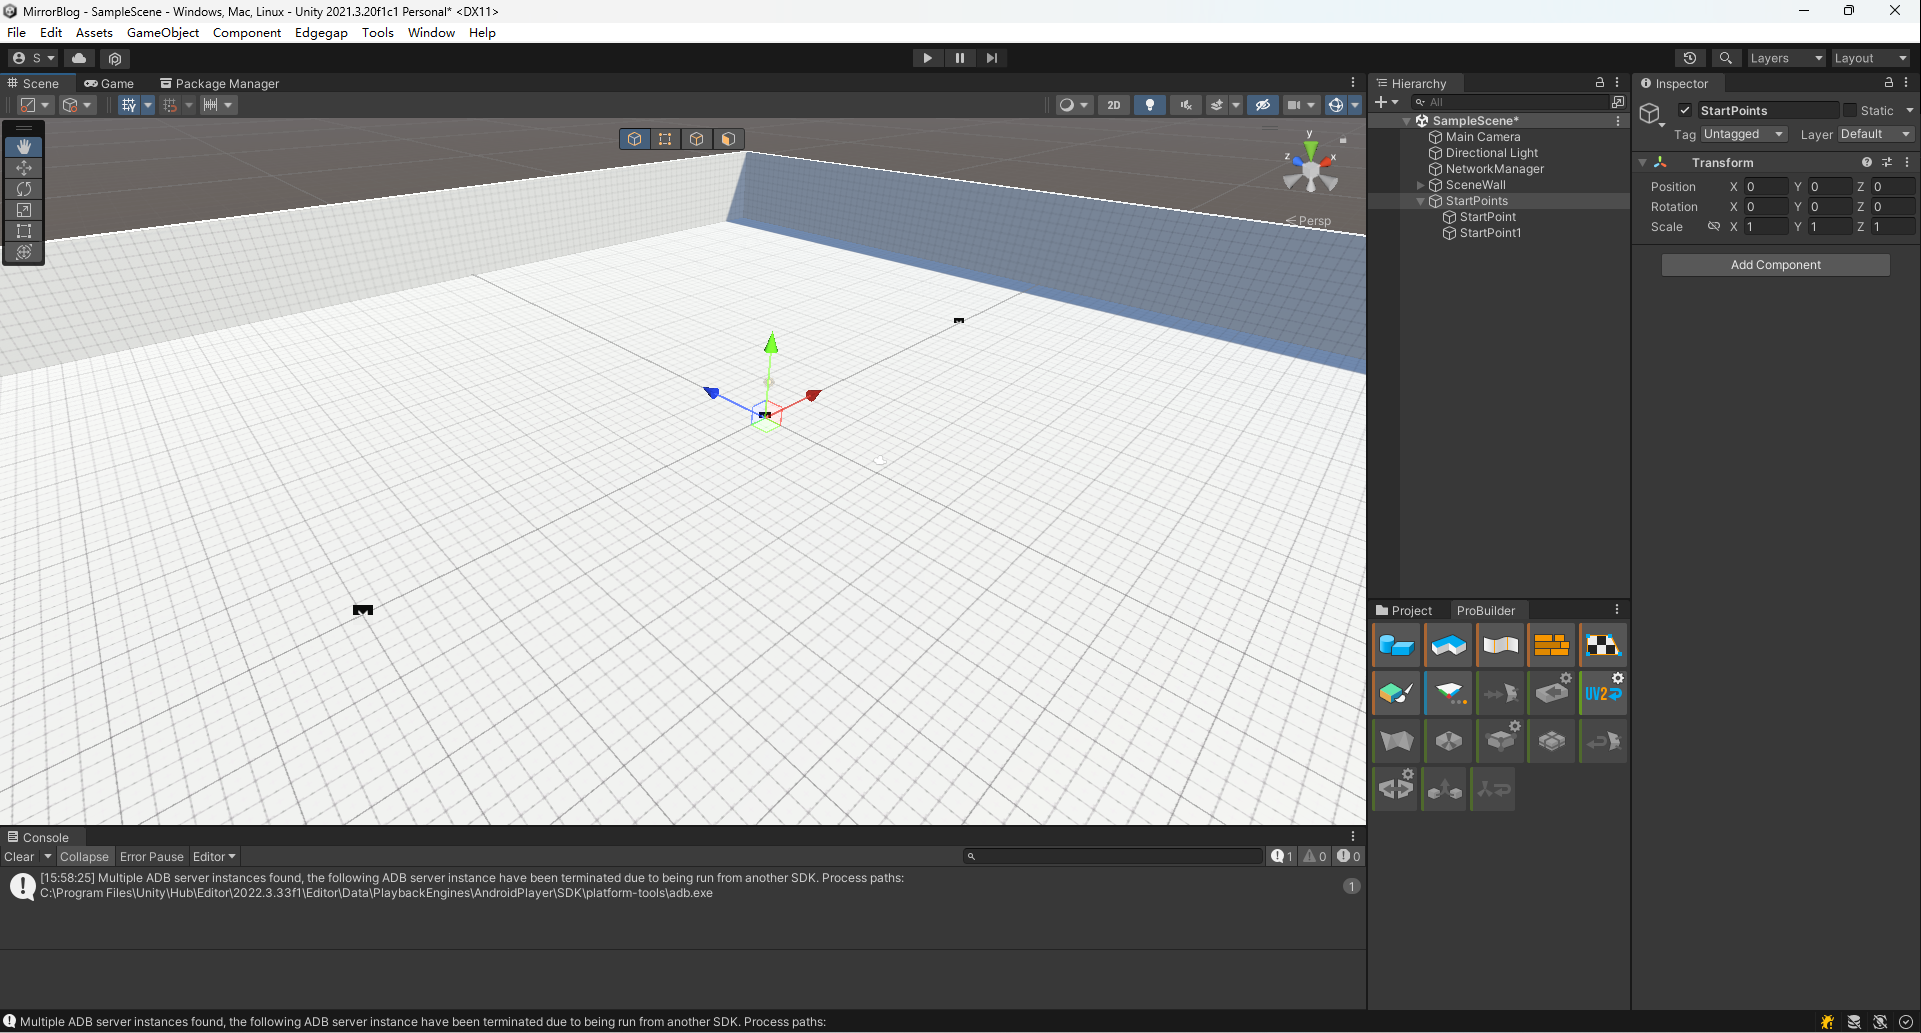 MirrorBlog - SampleScene - Windows, Mac, Linux - Unity 2021.3.20f1c1 Personal* <DX11>
File Edit Assets GameObject Component Edgegap Tools Window Help
S Layers Layout
Scene Game Package Manager
2D
y
z x
Persp
Hierarchy
All
SampleScene*
Main Camera
Directional Light
NetworkManager
SceneWall
StartPoints
StartPoint
StartPoint1
Inspector
StartPoints Static
Tag Untagged Layer Default
Transform
Position X 0 Y 0 Z 0
Rotation X 0 Y 0 Z 0
Scale X 1 Y 1 Z 1
Add Component
Project ProBuilder
UV2
Console
Clear Collapse Error Pause Editor 1 0 0
[15:58:25] Multiple ADB server instances found, the following ADB server instance have been terminated due to being run from another SDK. Process paths:
C:\Program Files\Unity\Hub\Editor\2022.3.33f1\Editor\Data\PlaybackEngines\AndroidPlayer\SDK\platform-tools\adb.exe
1
Multiple ADB server instances found, the following ADB server instance have been terminated due to being run from another SDK. Process paths: